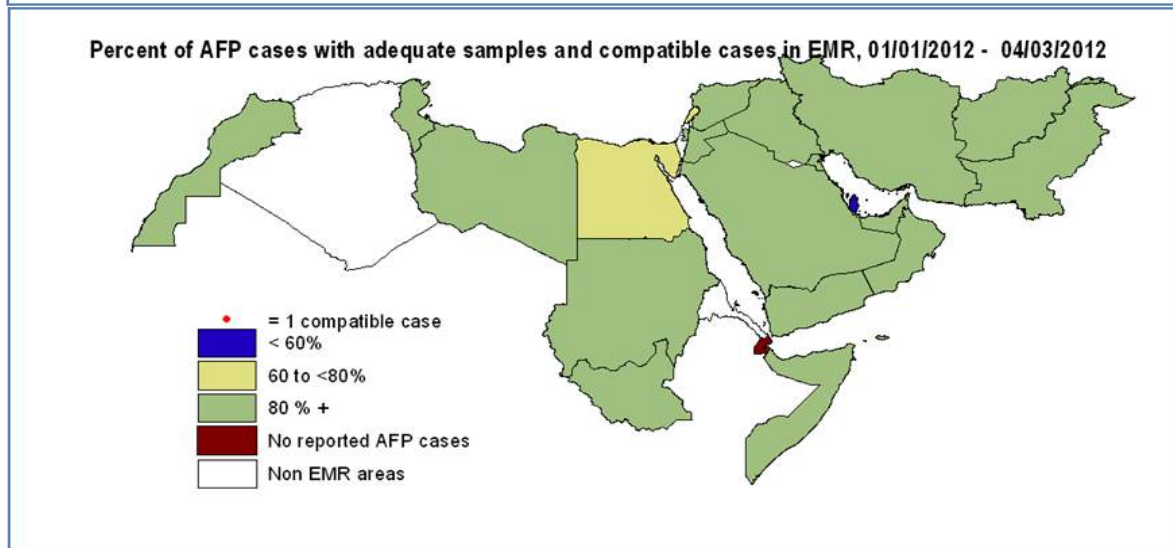 Percent of AFP cases with adequate samples and compatible cases in EMR, 01/01/2012 - 04/03/2012
= 1 compatible case
< 60%
60 to <80%
80 % +
No reported AFP cases
Non EMR areas